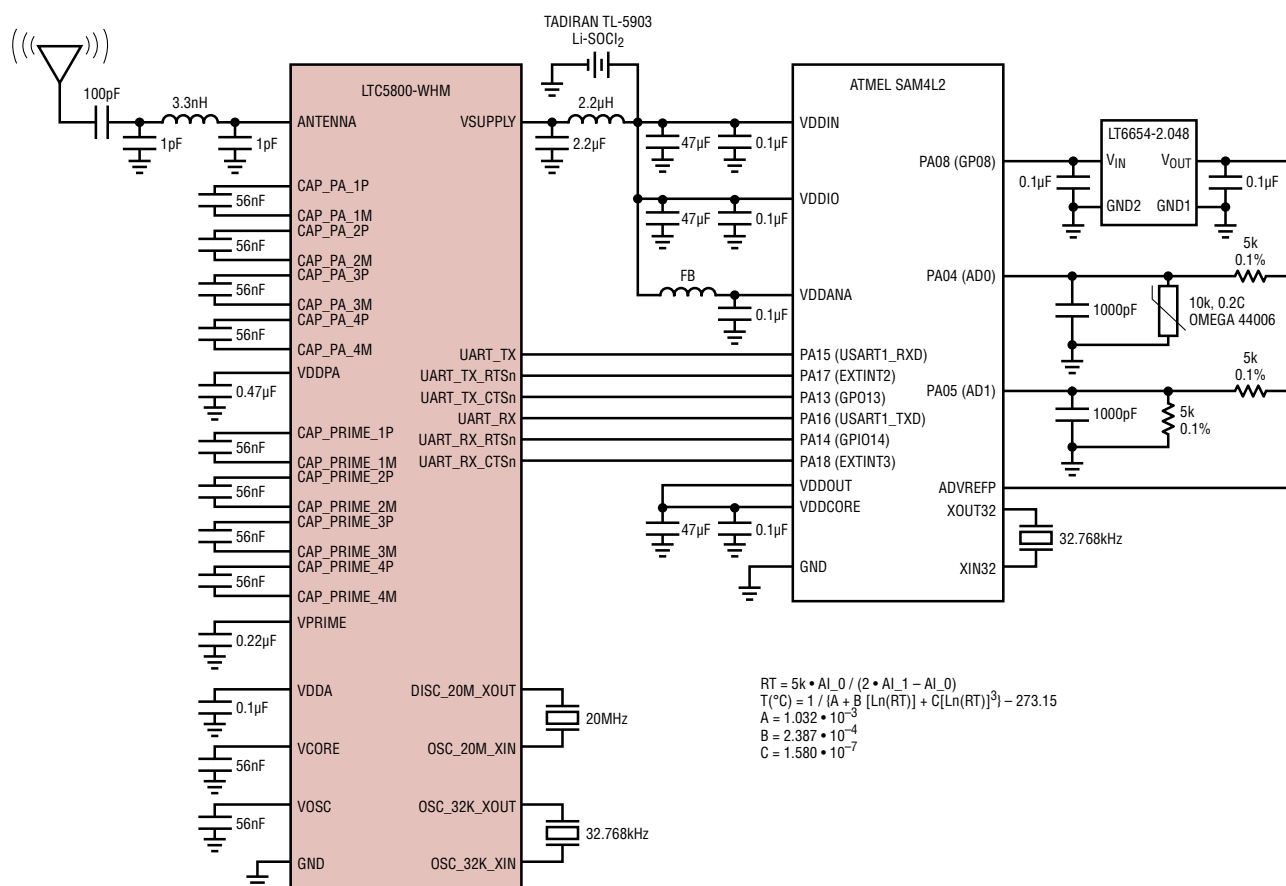 TADIRAN TL-5903
Li-SOCl2
100pF
3.3nH
1pF
1pF
LTC5800-WHM
ANTENNA
VSUPPLY
CAP_PA_1P
56nF
CAP_PA_1M
CAP_PA_2P
56nF
CAP_PA_2M
CAP_PA_3P
56nF
CAP_PA_3M
CAP_PA_4P
56nF
CAP_PA_4M
VDDPA
0.47µF
CAP_PRIME_1P
56nF
CAP_PRIME_1M
CAP_PRIME_2P
56nF
CAP_PRIME_2M
CAP_PRIME_3P
56nF
CAP_PRIME_3M
CAP_PRIME_4P
56nF
CAP_PRIME_4M
VPRIME
0.22µF
VDDA
0.1µF
VCORE
56nF
VOSC
56nF
GND
UART_TX
UART_TX_RTSn
UART_TX_CTSn
UART_RX
UART_RX_RTSn
UART_RX_CTSn
DISC_20M_XOUT
20MHz
OSC_20M_XIN
OSC_32K_XOUT
32.768kHz
OSC_32K_XIN
2.2µH
2.2µF
47µF
0.1µF
47µF
0.1µF
FB
0.1µF
47µF
0.1µF
ATMEL SAM4L2
VDDIN
VDDIO
VDDANA
PA15 (USART1_RXD)
PA17 (EXTINT2)
PA13 (GPO13)
PA16 (USART1_TXD)
PA14 (GPIO14)
PA18 (EXTINT3)
VDDOUT
VDDCORE
GND
PA08 (GP08)
PA04 (AD0)
PA05 (AD1)
ADVREFP
XOUT32
32.768kHz
XIN32
LT6654-2.048
VIN
VOUT
GND2
GND1
0.1µF
0.1µF
5k
0.1%
1000pF
10k, 0.2C
OMEGA 44006
5k
0.1%
1000pF
5k
0.1%
RT = 5k • AI_0 / (2 • AI_1 – AI_0)
T(°C) = 1 / {A + B [Ln(RT)] + C[Ln(RT)]³} – 273.15
A = 1.032 • 10⁻³
B = 2.387 • 10⁻⁴
C = 1.580 • 10⁻⁷